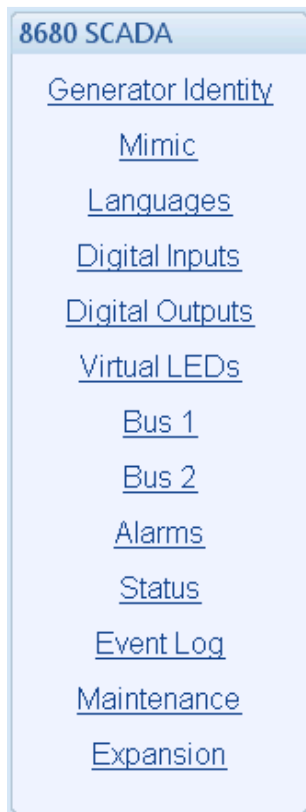 8680 SCADA
Generator Identity
Mimic
Languages
Digital Inputs
Digital Outputs
Virtual LEDs
Bus 1
Bus 2
Alarms
Status
Event Log
Maintenance
Expansion